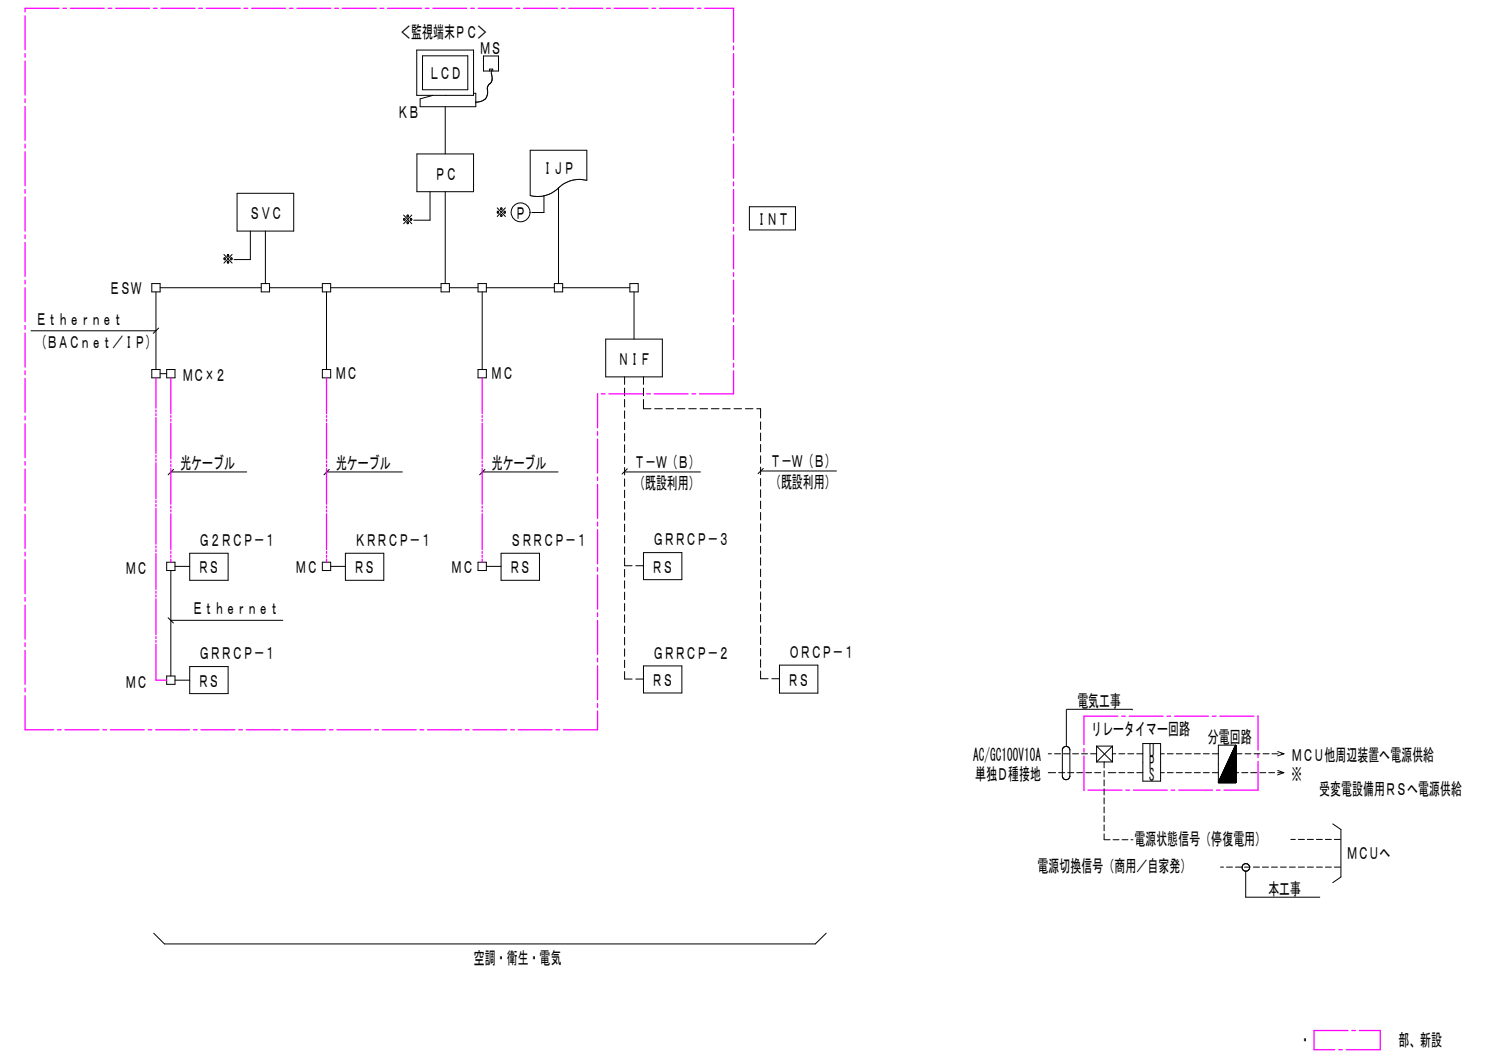 ＜監視端末ＰＣ＞
ＭＳ
ＬＣＤ
ＫＢ
ＰＣ
ＩＪＰ
ＳＶＣ
※
※
Ｐ
※
ＩＮＴ
ＥＳＷ
Ｅｔｈｅｒｎｅｔ
（ＢＡＣｎｅｔ／ＩＰ）
ＮＩＦ
ＭＣ×２
ＭＣ
ＭＣ
光ケーブル
光ケーブル
光ケーブル
Ｔ－Ｗ（Ｂ）
（既設利用）
Ｔ－Ｗ（Ｂ）
（既設利用）
Ｇ２ＲＣＰ－１
ＭＣ
ＲＳ
ＫＲＲＣＰ－１
ＭＣ
ＲＳ
ＳＲＲＣＰ－１
ＭＣ
ＲＳ
ＧＲＲＣＰ－３
ＲＳ
Ｅｔｈｅｒｎｅｔ
ＧＲＲＣＰ－１
ＭＣ
ＲＳ
ＧＲＲＣＰ－２
ＲＳ
ＯＲＣＰ－１
ＲＳ
電気工事
リレータイマー回路
分電回路
AC/GC100V10A
単独Ｄ種接地
UPS
ＭＣＵ他周辺装置へ電源供給
※
受変電設備用ＲＳへ電源供給
電源状態信号（停復電用）
電源切換信号（商用／自家発）
ＭＣＵへ
本工事
空調・衛生・電気
・
部、新設